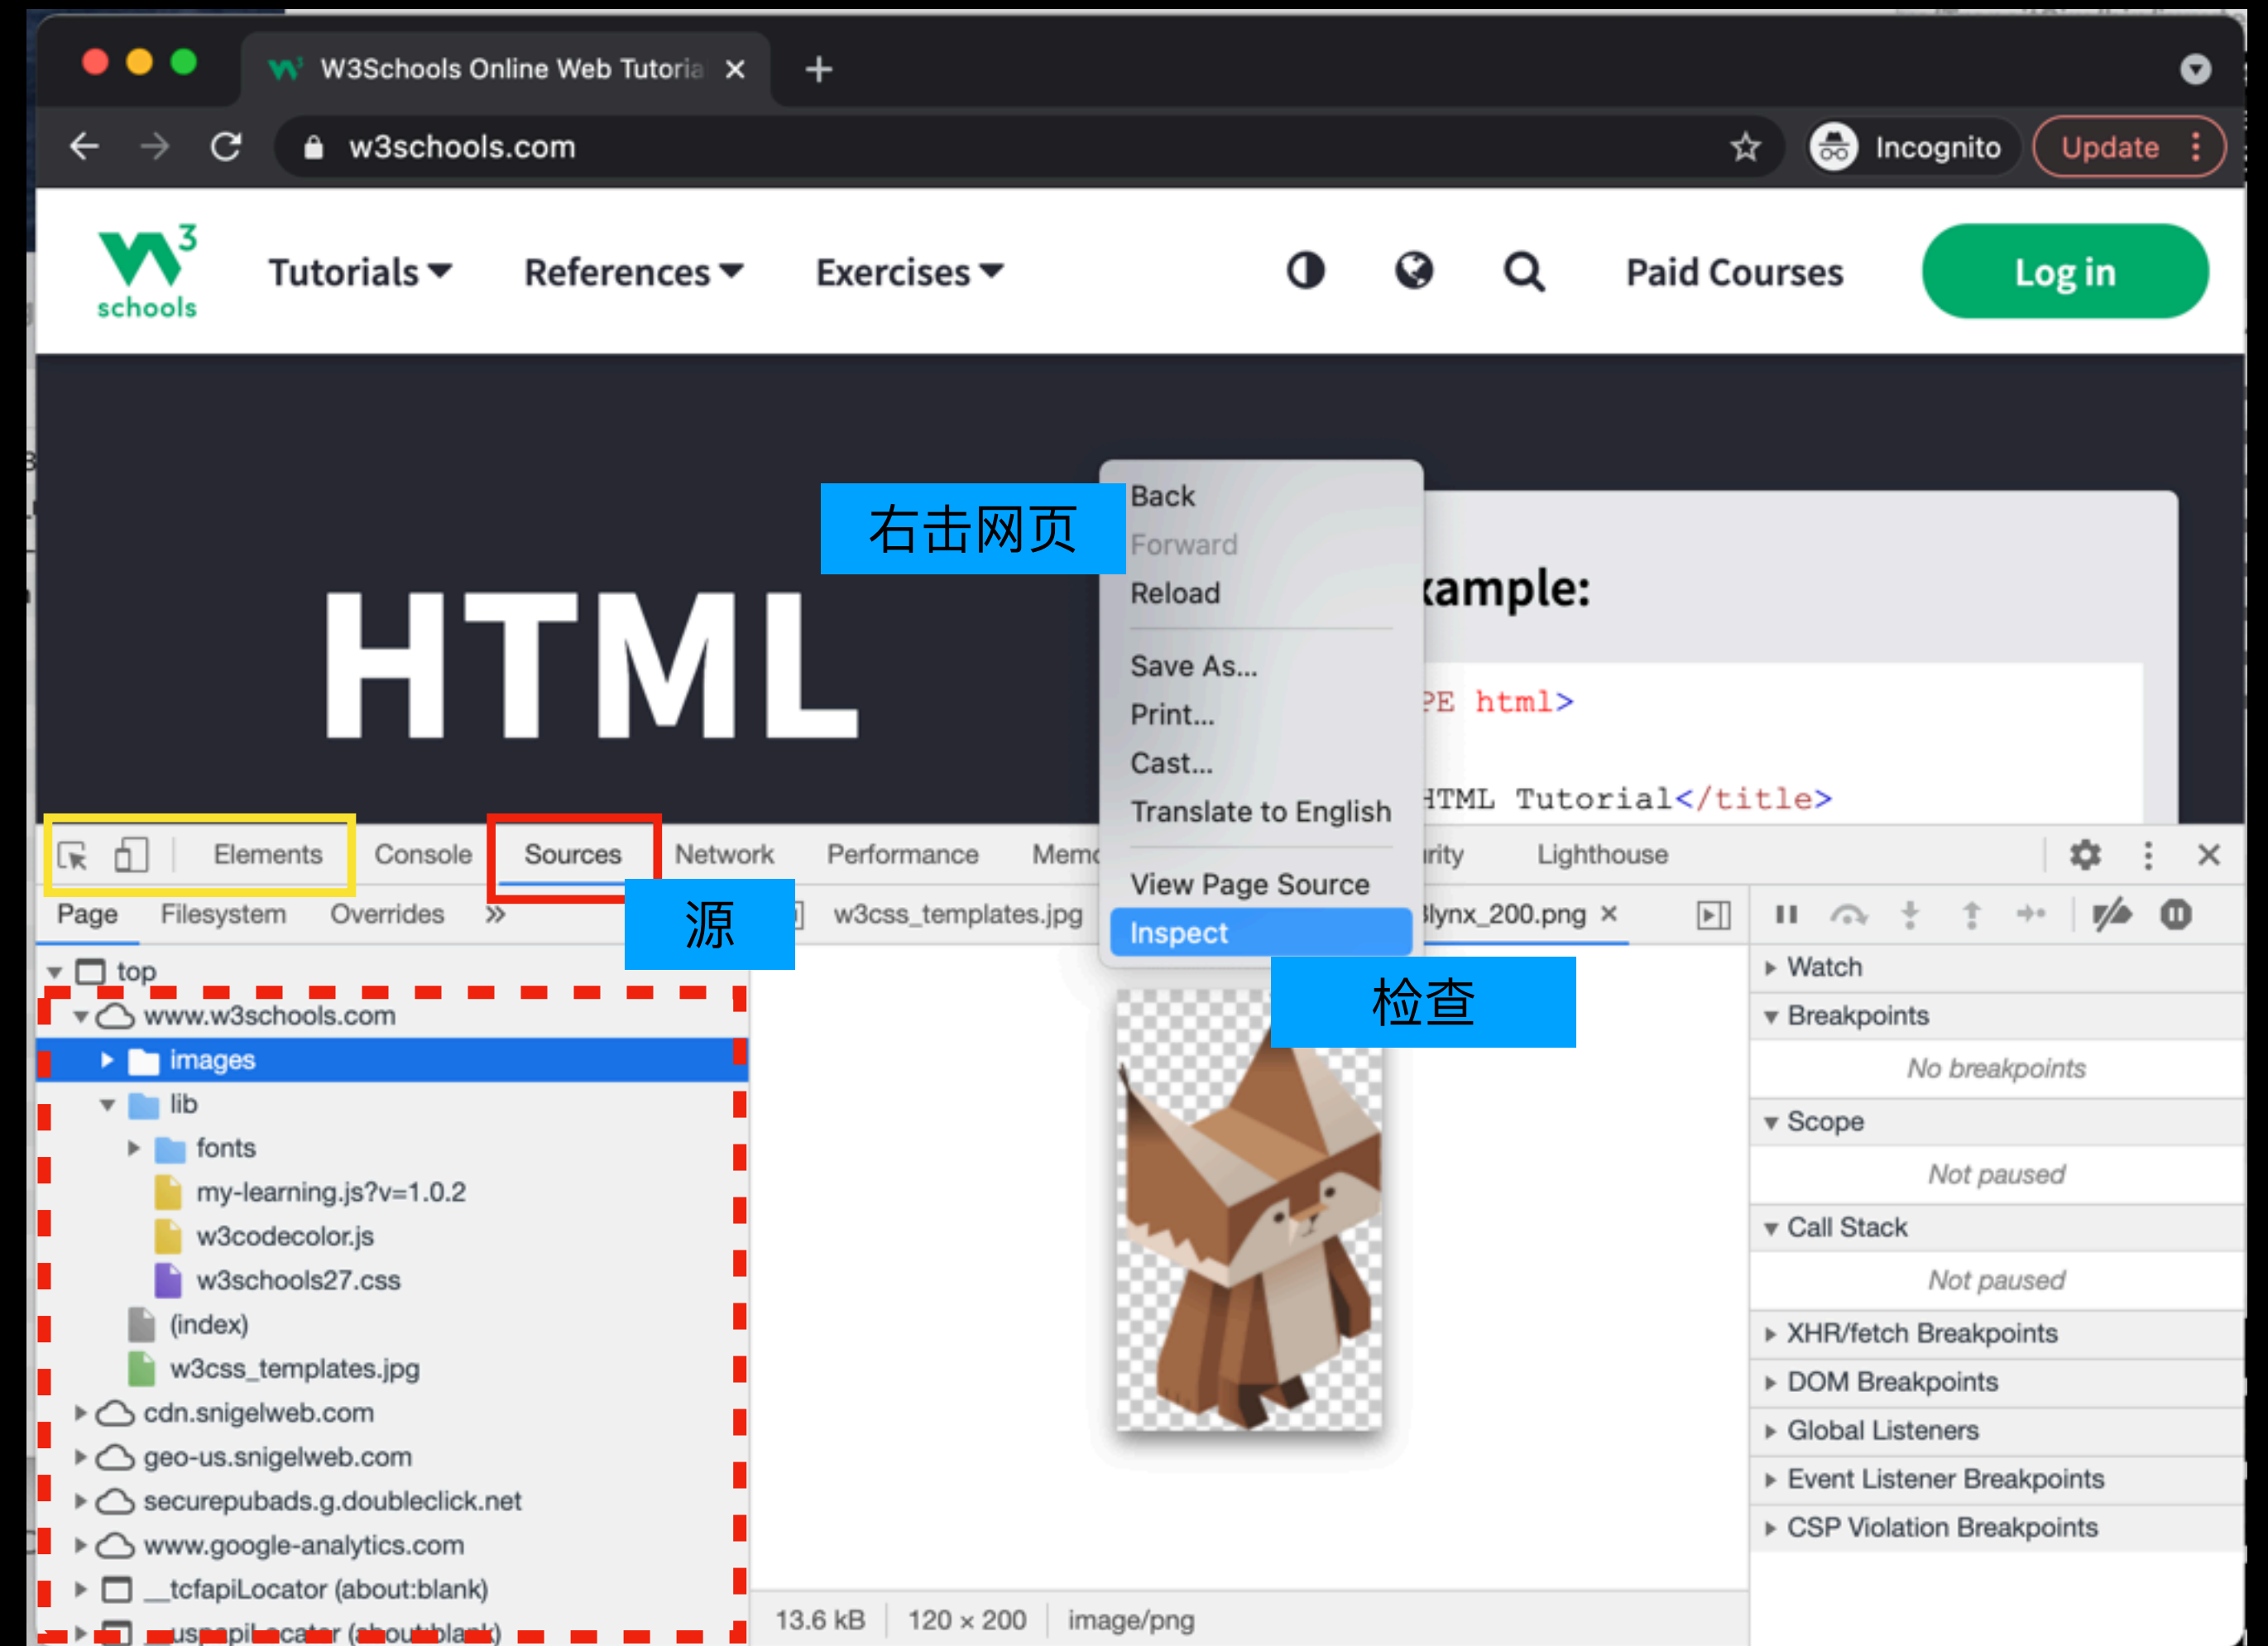 W3Schools Online Web Tutoria
w3schools.com
Incognito
Update
3
schools
Tutorials
References
Exercises
Paid Courses
Log in
HTML
右击网页
Back
Forward
Reload
Save As...
Print...
Cast...
Translate to English
View Page Source
Inspect
检查
xample:
PE html>
HTML Tutorial</title>
Elements
Console
Sources
Network
Performance
Memo
urity
Lighthouse
源
Page
Filesystem
Overrides
»
w3css_templates.jpg
lynx_200.png
top
www.w3schools.com
images
lib
fonts
my-learning.js?v=1.0.2
w3codecolor.js
w3schools27.css
(index)
w3css_templates.jpg
cdn.snigelweb.com
geo-us.snigelweb.com
securepubads.g.doubleclick.net
www.google-analytics.com
__tcfapiLocator (about:blank)
__uspapiLocator (about:blank)
13.6 kB
120 × 200
image/png
Watch
Breakpoints
No breakpoints
Scope
Not paused
Call Stack
Not paused
XHR/fetch Breakpoints
DOM Breakpoints
Global Listeners
Event Listener Breakpoints
CSP Violation Breakpoints